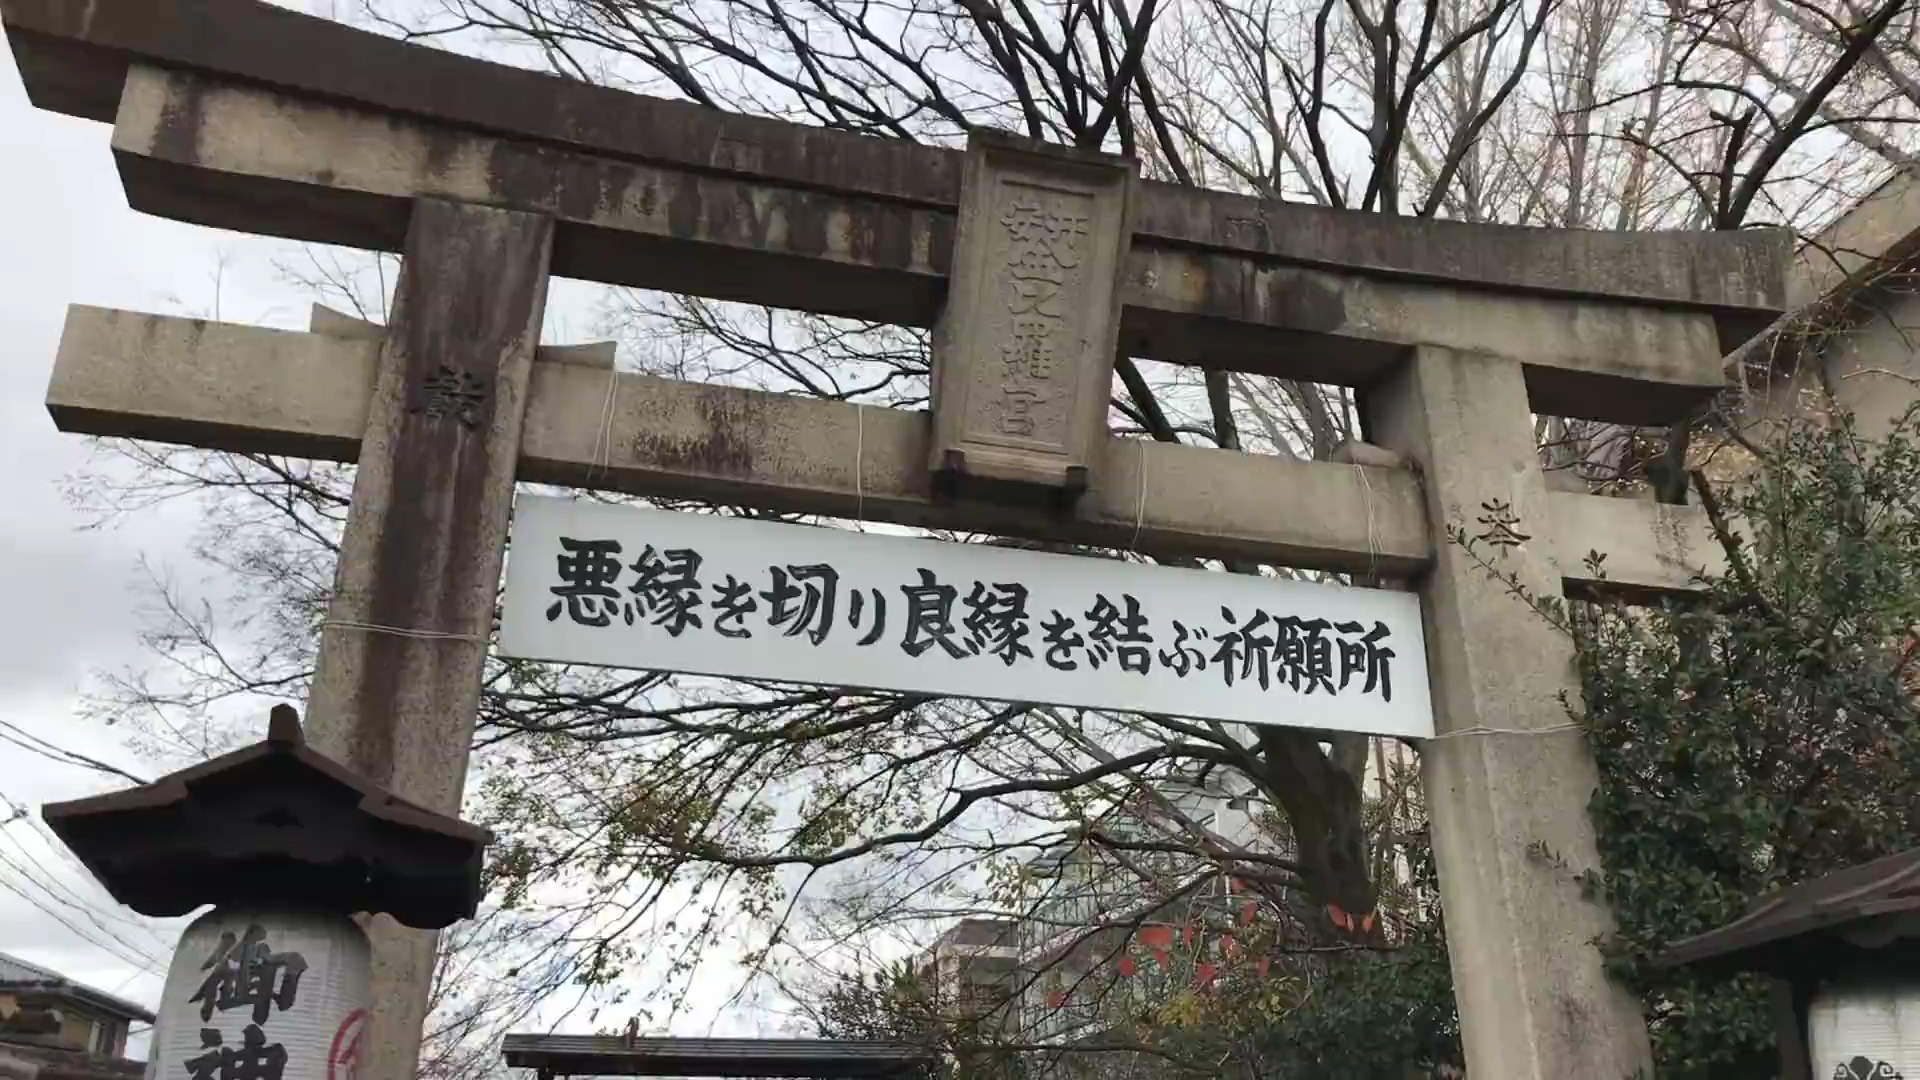 安井
金比羅宮
献
奉
悪縁を切り良縁を結ぶ祈願所
御神